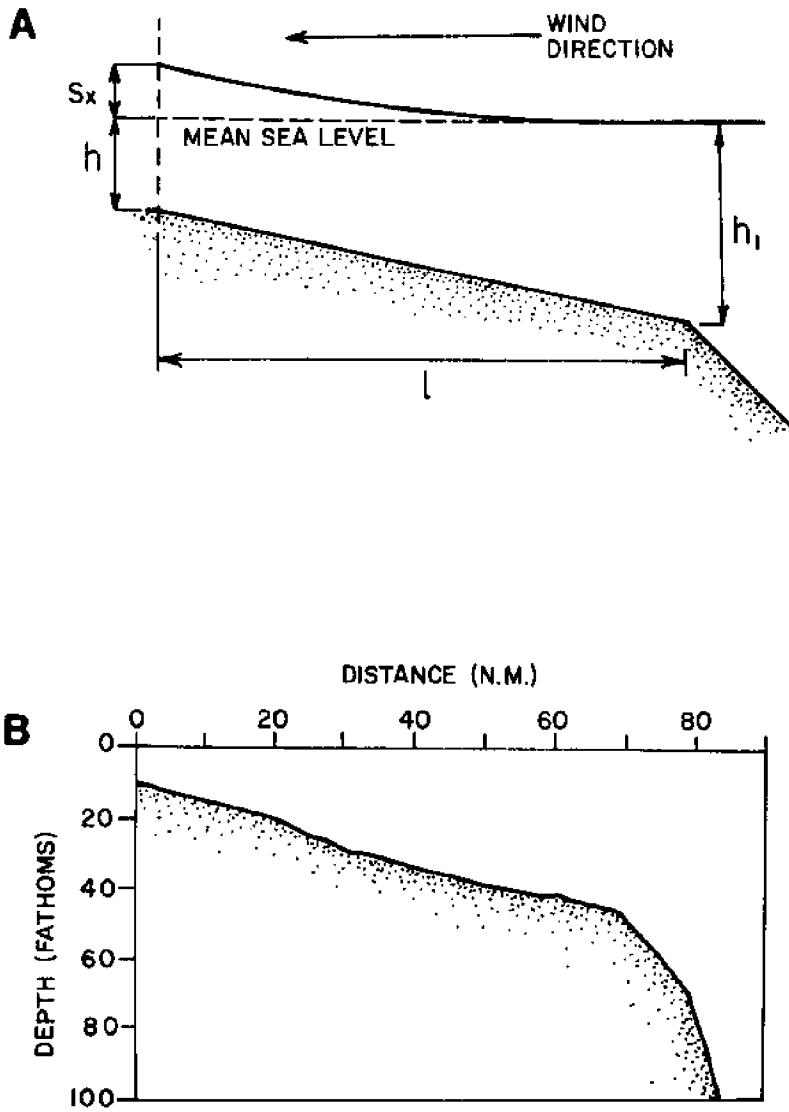 A
WIND
DIRECTION
Sx
MEAN SEA LEVEL
h
h1
l
DISTANCE (N.M.)
B
0 20 40 60 80
0
20
40
60
80
100
DEPTH (FATHOMS)